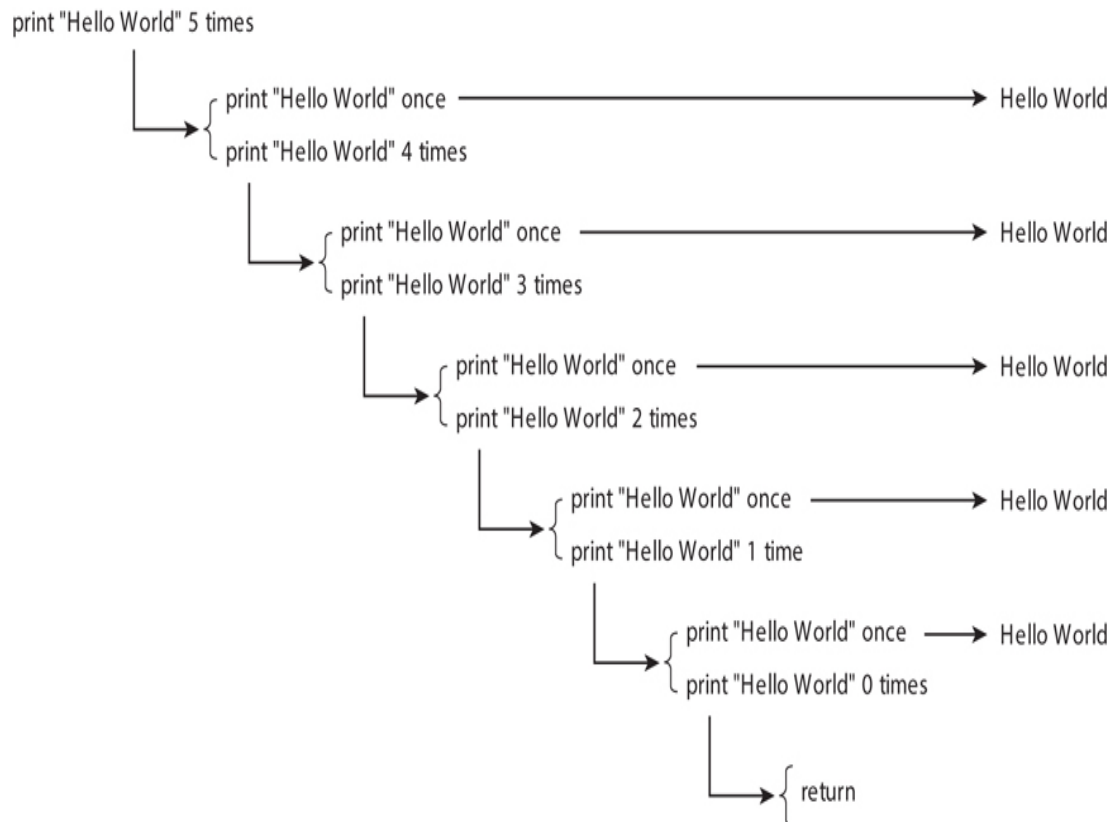 print "Hello World" 5 times
print "Hello World" once Hello World
print "Hello World" 4 times
print "Hello World" once Hello World
print "Hello World" 3 times
print "Hello World" once Hello World
print "Hello World" 2 times
print "Hello World" once Hello World
print "Hello World" 1 time
print "Hello World" once Hello World
print "Hello World" 0 times
return